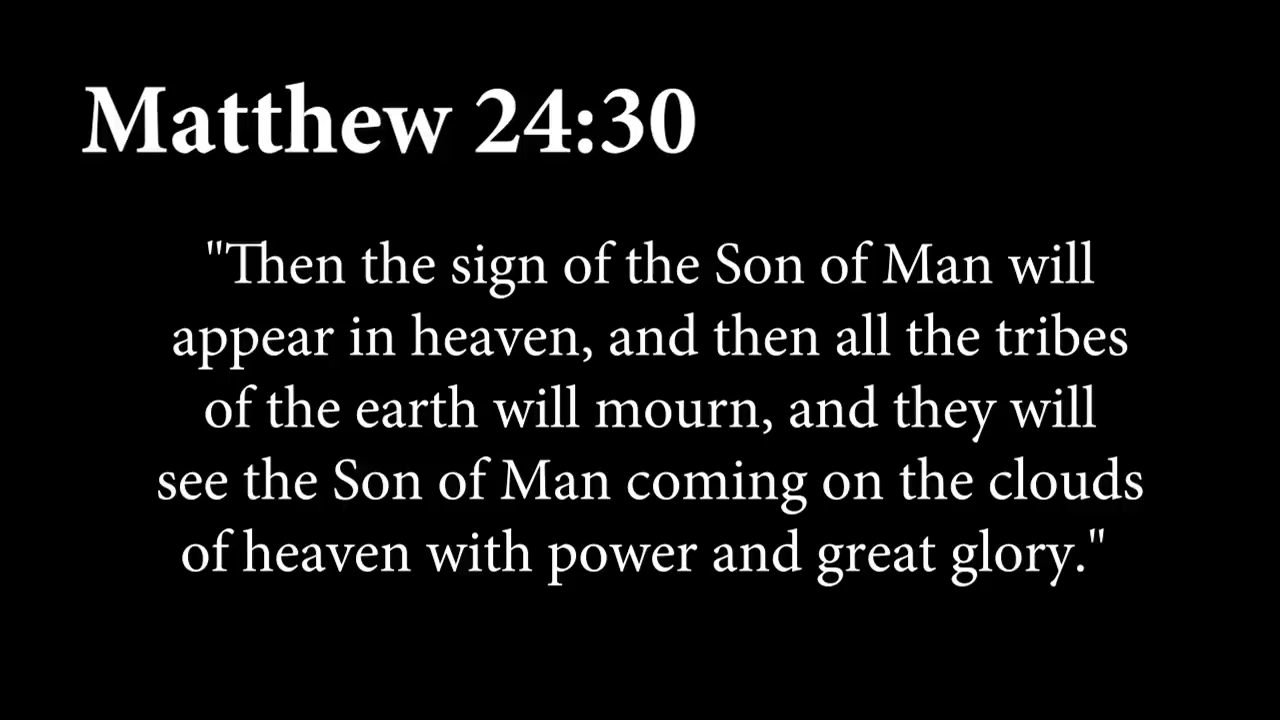 Matthew 24:30
"Then the sign of the Son of Man will
appear in heaven, and then all the tribes
of the earth will mourn, and they will
see the Son of Man coming on the clouds
of heaven with power and great glory."